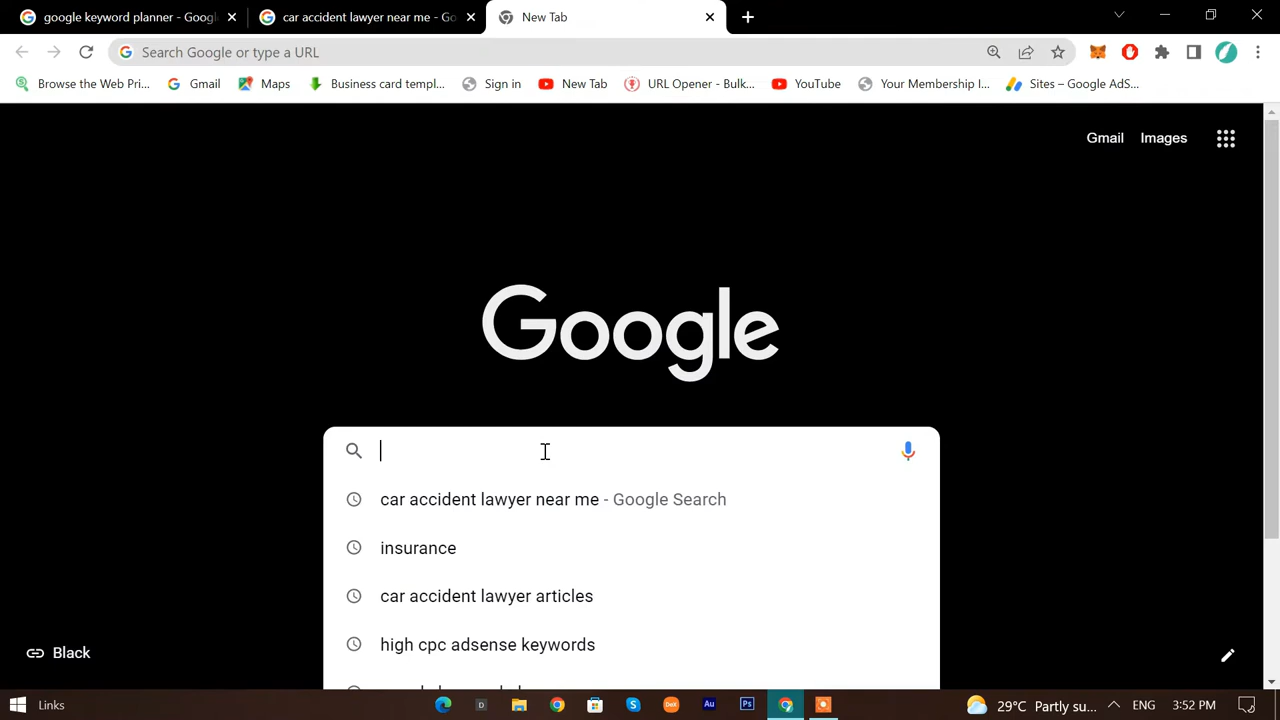 google keyword planner - Googl
car accident lawyer near me - Go
New Tab
Search Google or type a URL
Browse the Web Pri...
Gmail
Maps
Business card templ...
Sign in
New Tab
URL Opener - Bulk...
YouTube
Your Membership I...
Sites – Google AdS...
Gmail
Images
Google
car accident lawyer near me - Google Search
insurance
car accident lawyer articles
high cpc adsense keywords
Black
Links
29°C Partly su...
ENG
3:52 PM